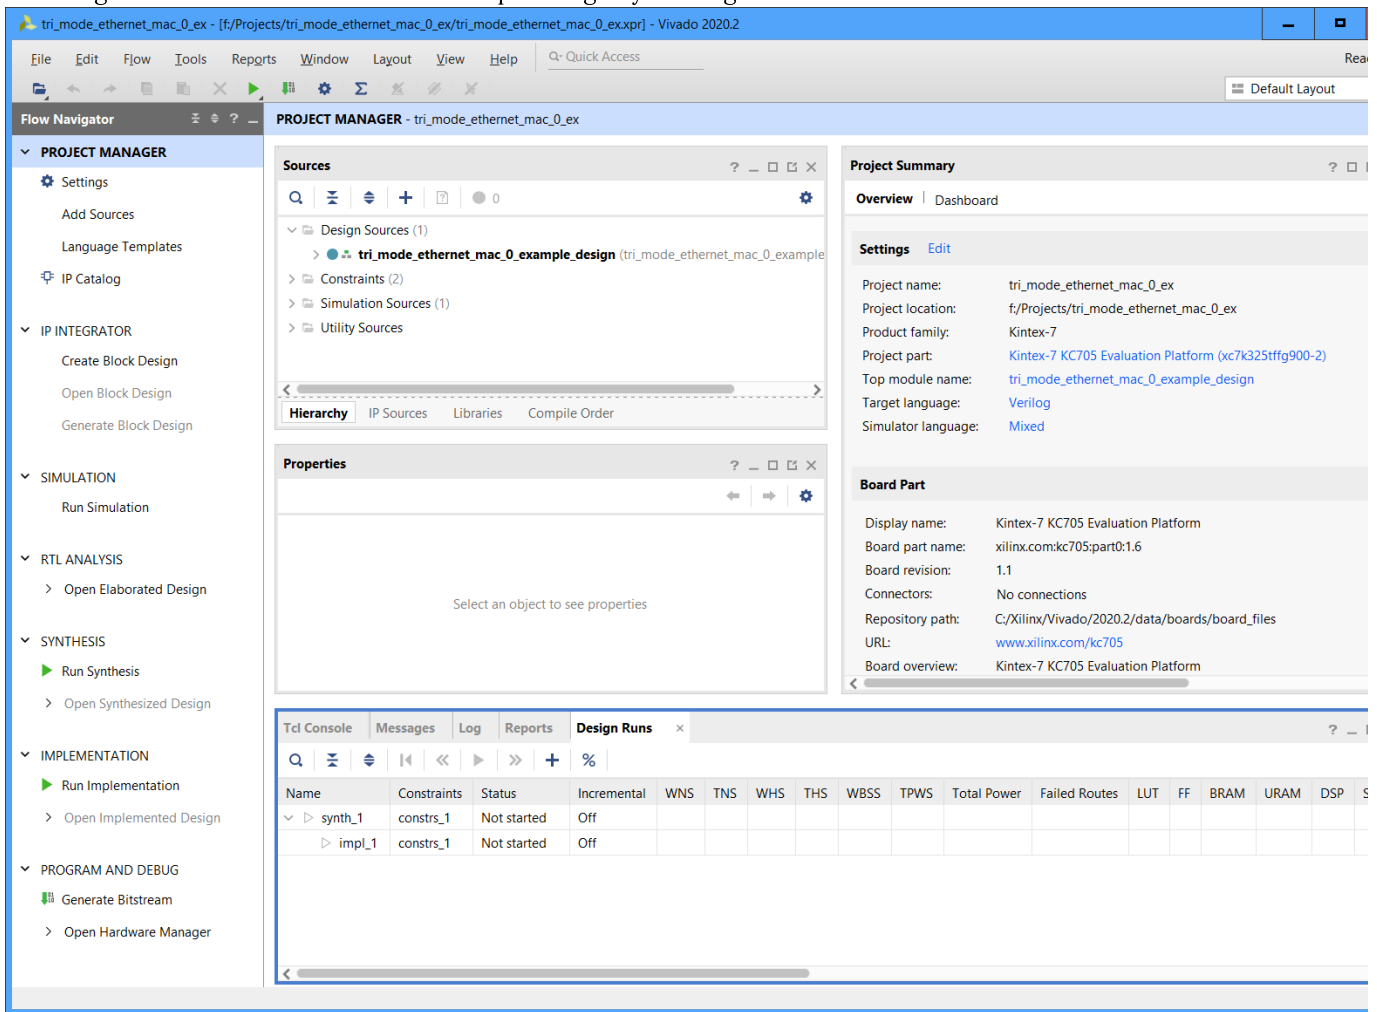 tri_mode_ethernet_mac_0_ex - [f:/Projects/tri_mode_ethernet_mac_0_ex/tri_mode_ethernet_mac_0_ex.xpr] - Vivado 2020.2
File Edit Flow Tools Reports Window Layout View Help Quick Access
Default Layout
Flow Navigator
PROJECT MANAGER - tri_mode_ethernet_mac_0_ex
PROJECT MANAGER
Settings
Add Sources
Language Templates
IP Catalog
IP INTEGRATOR
Create Block Design
Open Block Design
Generate Block Design
SIMULATION
Run Simulation
RTL ANALYSIS
Open Elaborated Design
SYNTHESIS
Run Synthesis
Open Synthesized Design
IMPLEMENTATION
Run Implementation
Open Implemented Design
PROGRAM AND DEBUG
Generate Bitstream
Open Hardware Manager
Sources
0
Design Sources (1)
tri_mode_ethernet_mac_0_example_design (tri_mode_ethernet_mac_0_example
Constraints (2)
Simulation Sources (1)
Utility Sources
Hierarchy IP Sources Libraries Compile Order
Properties
Select an object to see properties
Project Summary
Overview Dashboard
Settings Edit
Project name: tri_mode_ethernet_mac_0_ex
Project location: f:/Projects/tri_mode_ethernet_mac_0_ex
Product family: Kintex-7
Project part: Kintex-7 KC705 Evaluation Platform (xc7k325tffg900-2)
Top module name: tri_mode_ethernet_mac_0_example_design
Target language: Verilog
Simulator language: Mixed
Board Part
Display name: Kintex-7 KC705 Evaluation Platform
Board part name: xilinx.com:kc705:part0:1.6
Board revision: 1.1
Connectors: No connections
Repository path: C:/Xilinx/Vivado/2020.2/data/boards/board_files
URL: www.xilinx.com/kc705
Board overview: Kintex-7 KC705 Evaluation Platform
Tcl Console Messages Log Reports Design Runs
Name Constraints Status Incremental WNS TNS WHS THS WBSS TPWS Total Power Failed Routes LUT FF BRAM URAM DSP
synth_1 constrs_1 Not started Off
impl_1 constrs_1 Not started Off